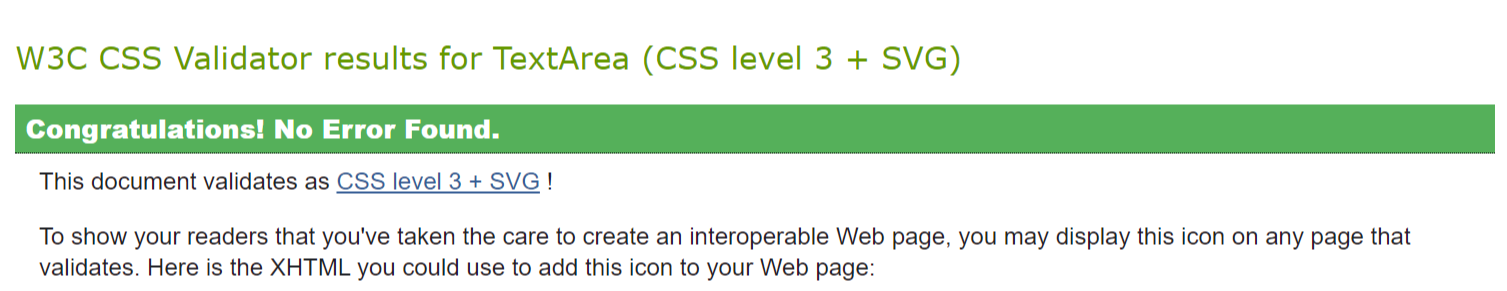 W3C CSS Validator results for TextArea (CSS level 3 + SVG)
Congratulations! No Error Found.
This document validates as CSS level 3 + SVG !
To show your readers that you've taken the care to create an interoperable Web page, you may display this icon on any page that
validates. Here is the XHTML you could use to add this icon to your Web page: